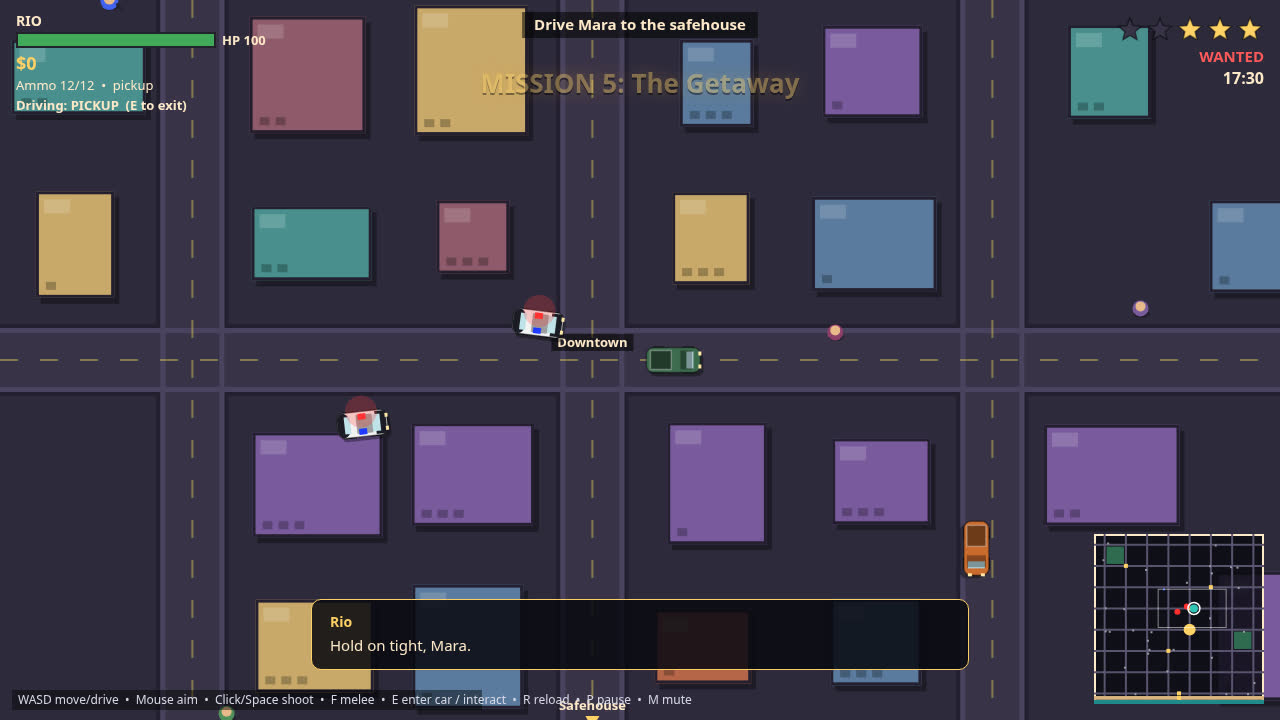 RIO
HP 100
$0
Ammo 12/12 • pickup
Driving: PICKUP (E to exit)
Drive Mara to the safehouse
MISSION 5: The Getaway
WANTED
17:30
Downtown
Rio
Hold on tight, Mara.
WASD move/drive • Mouse aim • Click/Space shoot • F melee • E enter car / interact • R reload • P pause • M mute
Safehouse